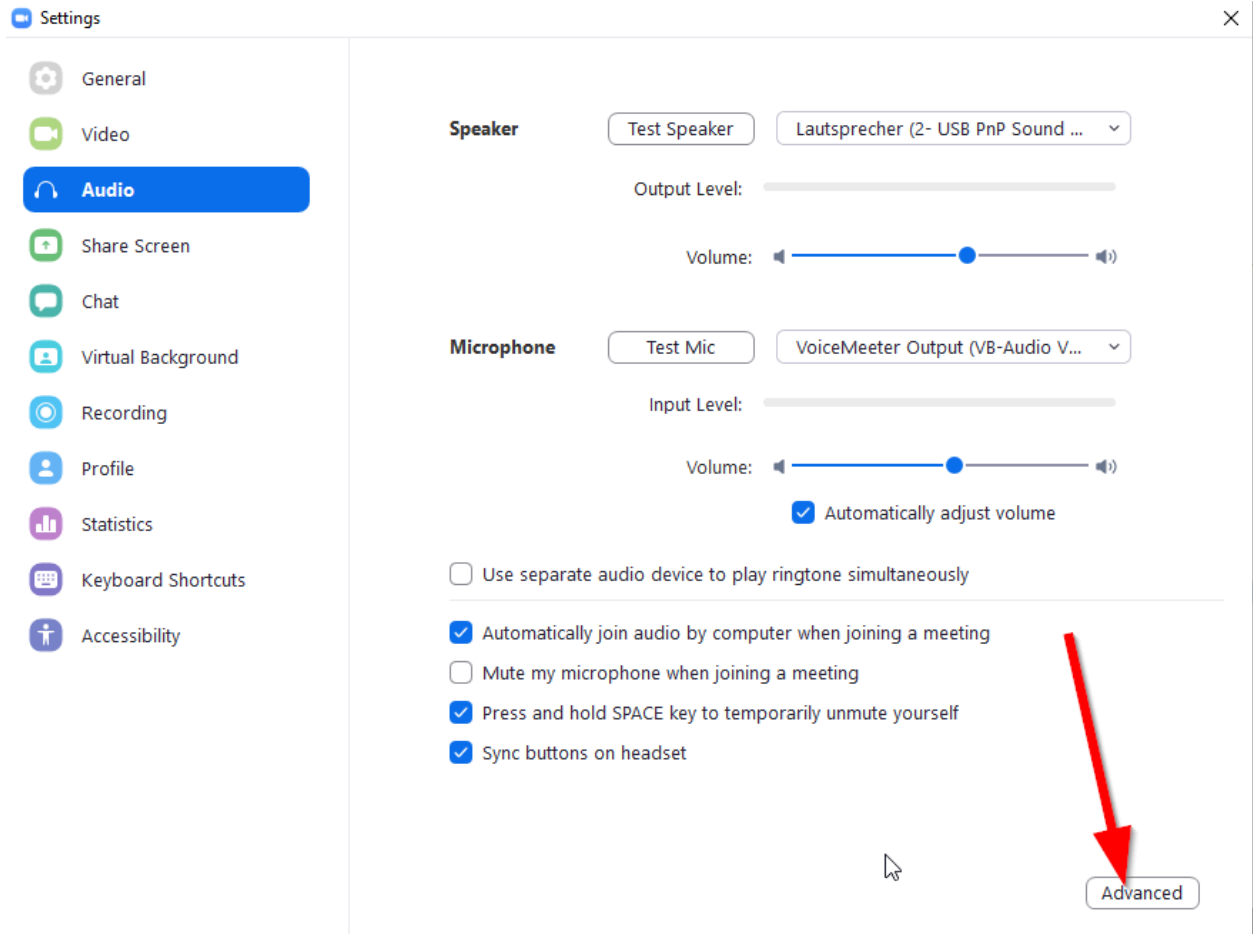 Settings
General
Video
Audio
Share Screen
Chat
Virtual Background
Recording
Profile
Statistics
Keyboard Shortcuts
Accessibility
Speaker
Test Speaker
Lautsprecher (2- USB PnP Sound ...
Output Level:
Volume:
Microphone
Test Mic
VoiceMeeter Output (VB-Audio V...
Input Level:
Volume:
Automatically adjust volume
Use separate audio device to play ringtone simultaneously
Automatically join audio by computer when joining a meeting
Mute my microphone when joining a meeting
Press and hold SPACE key to temporarily unmute yourself
Sync buttons on headset
Advanced